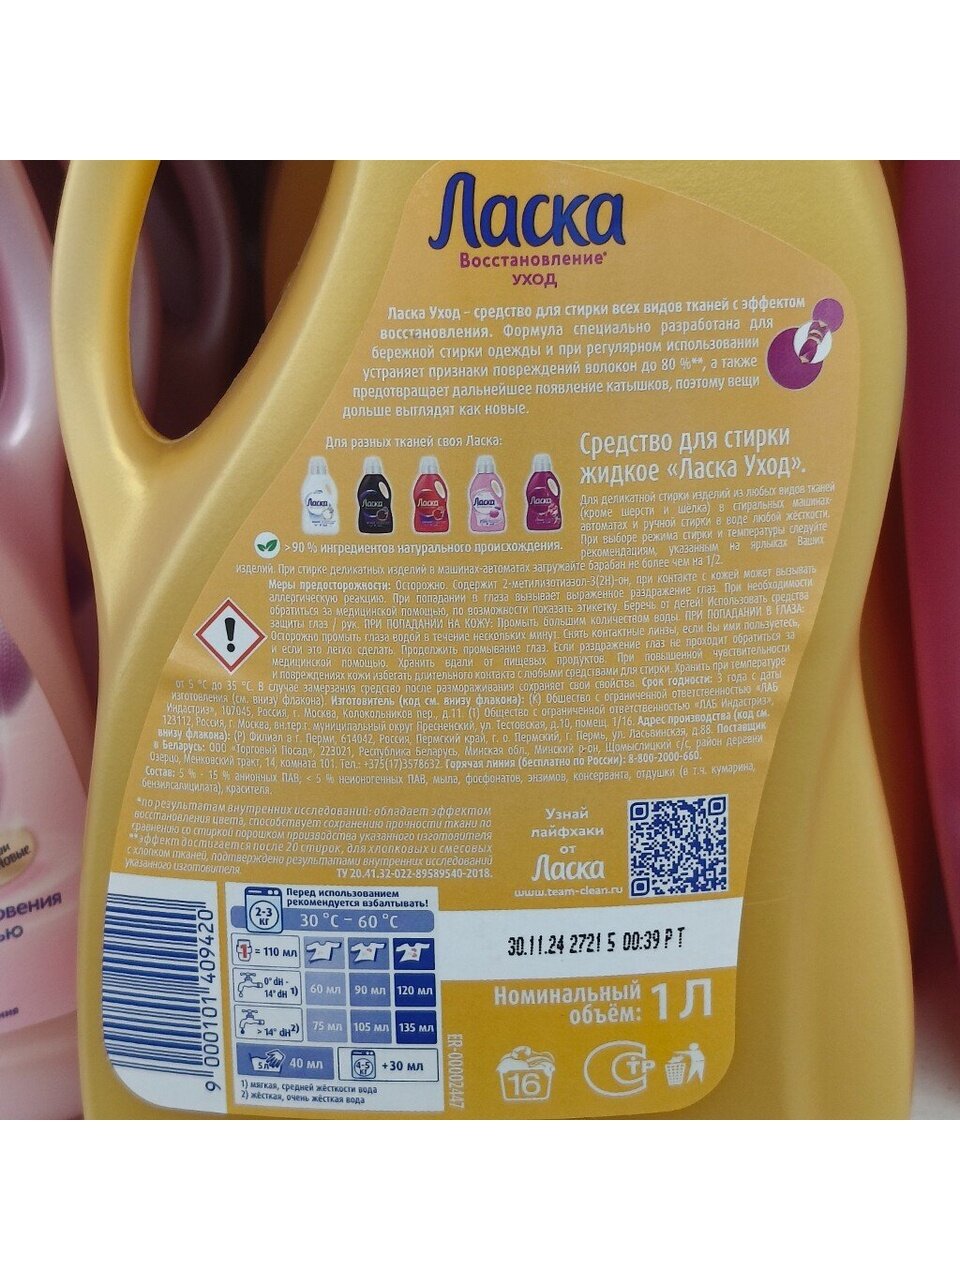 Ласка
Восстановление*
УХОД
Ласка Уход - средство для стирки всех видов тканей с эффектом
восстановления. Формула специально разработана для
бережной стирки одежды и при регулярном использовании
устраняет признаки повреждений волокон до 80 %**, а также
предотвращает дальнейшее появление катышков, поэтому вещи
дольше выглядят как новые.
Для разных тканей своя Ласка:
Ласка
Ласка
Ласка
Ласка
Ласка
> 90 % ингредиентов натурального происхождения.
Средство для стирки
жидкое «Ласка Уход».
Для деликатной стирки изделий из любых видов тканей
(кроме шерсти и шёлка) в стиральных машинах-
автоматах и ручной стирки в воде любой жёсткости.
При выборе режима стирки и температуры следуйте
рекомендациям, указанным на ярлыках Ваших
изделий. При стирке деликатных изделий в машинах-автоматах загружайте барабан не более чем на 1/2.
Меры предосторожности: Осторожно. Содержит 2-метилизотиазол-3(2H)-он, при контакте с кожей может вызывать
аллергическую реакцию. При попадании в глаза вызывает выраженное раздражение глаз. При необходимости
обратиться за медицинской помощью, по возможности показать этикетку. Беречь от детей! Использовать средства
защиты глаз / рук. ПРИ ПОПАДАНИИ НА КОЖУ: Промыть большим количеством воды. ПРИ ПОПАДАНИИ В ГЛАЗА:
Осторожно промыть глаза водой в течение нескольких минут. Снять контактные линзы, если Вы ими пользуетесь,
и если это легко сделать. Продолжить промывание глаз. Если раздражение глаз не проходит обратиться за
медицинской помощью. Хранить вдали от пищевых продуктов. При повышенной чувствительности
и повреждениях кожи избегать длительного контакта с любыми средствами для стирки. Хранить при температуре
от 5 °C до 35 °C. В случае замерзания средство после размораживания сохраняет свои свойства. Срок годности: 3 года с даты
изготовления (см. внизу флакона). Изготовитель (код см. внизу флакона): (К) Общество с ограниченной ответственностью «ЛАБ
Индастриз», 107045, Россия, г. Москва, Колокольников пер., д.11. (Т) Общество с ограниченной ответственностью «ЛАБ Индастриз»,
123112, Россия, г. Москва, вн.тер.г. муниципальный округ Пресненский, ул. Тестовская, д.10, помещ. 1/16. Адрес производства (код см.
внизу флакона): (Р) Филиал в г. Перми, 614042, Россия, Пермский край, г. о. Пермский, г. Пермь, ул. Ласьвинская, д.88. Поставщик
в Беларусь: ООО «Торговый Посад», 223021, Республика Беларусь, Минская обл., Минский р-он, Щомыслицкий с/с, район деревни
Озерцо, Менковский тракт, 14, комната 101. Тел.: +375(17)3578632. Горячая линия (бесплатно по России): 8-800-2000-660.
Состав: 5 % - 15 % анионных ПАВ; < 5 % неионогенных ПАВ, мыла, фосфонатов, энзимов, консерванта, отдушки (в т.ч. кумарина,
бензилсалицилата), красителя.
*по результатам внутренних исследований: обладает эффектом
восстановления цвета, способствует сохранению прочности ткани по
сравнению со стиркой порошком производства указанного изготовителя
**эффект достигается после 20 стирок, для хлопковых и смесовых
с хлопком тканей, подтверждено результатами внутренних исследований
указанного изготовителя.
ТУ 20.41.32-022-89589540-2018.
Узнай
лайфхаки
от
Ласка
www.team-clean.ru
Перед использованием
рекомендуется взбалтывать!
2-3
кг
30 °C – 60 °C
1 = 110 мл
0° dH -
14° dH 1)
60 мл
90 мл
120 мл
> 14° dH 2)
75 мл
105 мл
135 мл
5л
40 мл
4-5
кг
+30 мл
1) мягкая, средней жёсткости вода
2) жёсткая, очень жёсткая вода
9 000101 409420
ER-00002447
30.11.24 2721 5 00:39 Р Т
Номинальный
объём:
1 Л
16
СТР
овения
ью